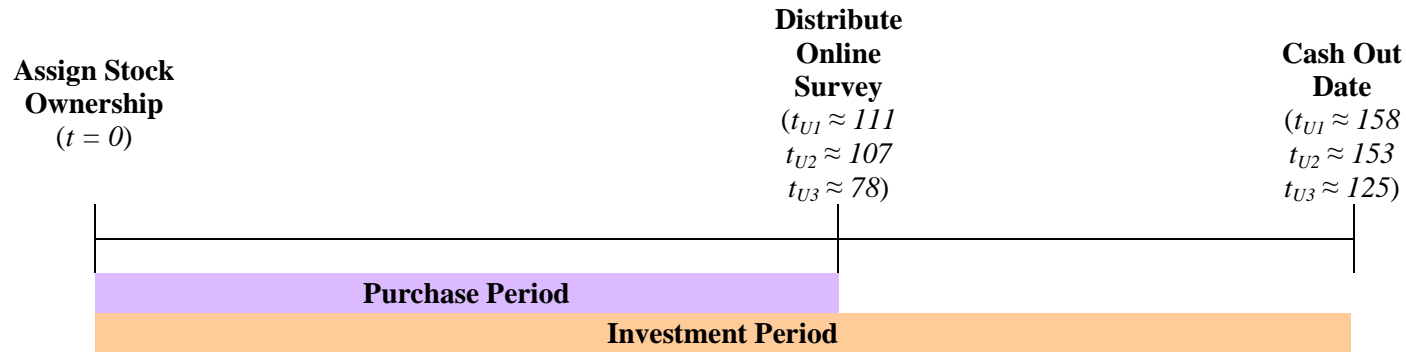 Assign Stock
Ownership
(t = 0)
Distribute
Online
Survey
(tU1 ≈ 111
tU2 ≈ 107
tU3 ≈ 78)
Cash Out
Date
(tU1 ≈ 158
tU2 ≈ 153
tU3 ≈ 125)
Purchase Period
Investment Period